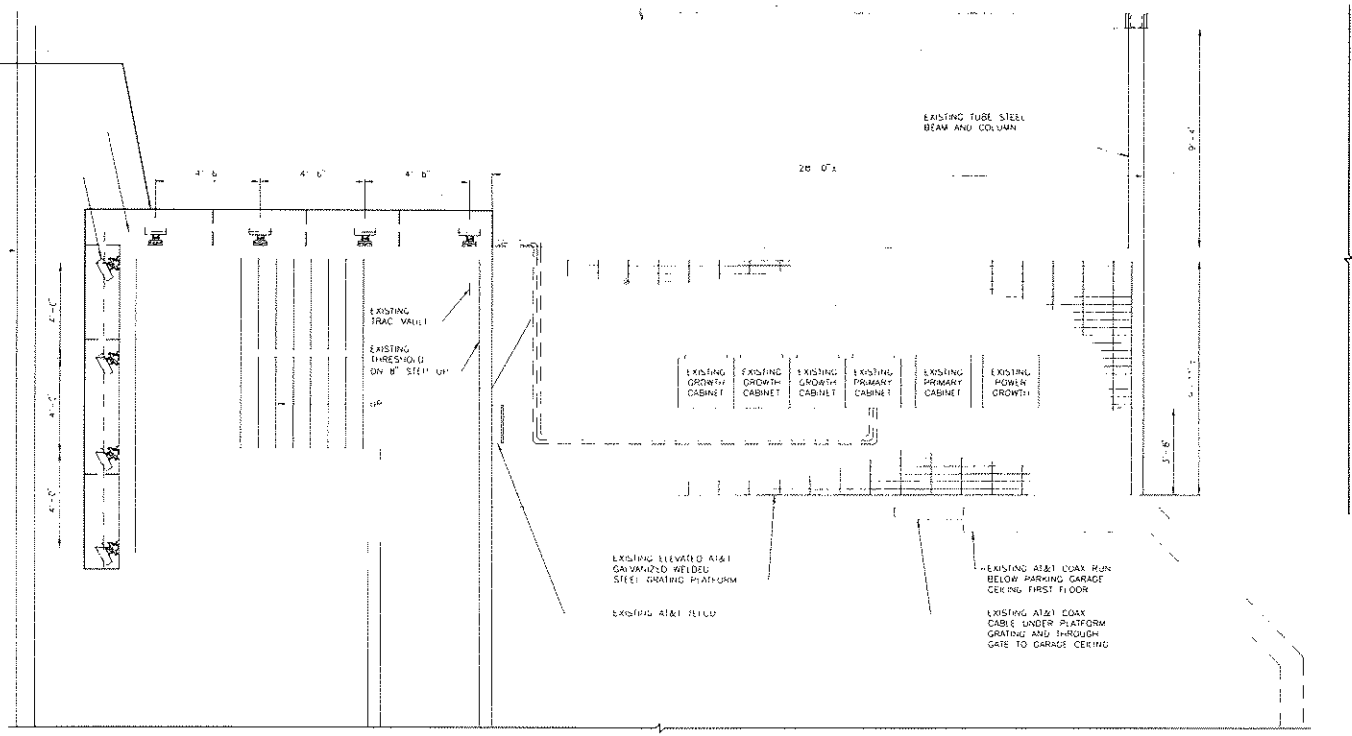 EXISTING TUBE STEEL
BEAM AND COLUMN
9'-4"
28' 0"±
4' 6"
4' 6"
4' 6"
EXISTING
TRAC VAULT
EXISTING
THRESHOLD
ON 8" STEP UP
UP
4'-0"
4'-0"
4'-0"
EXISTING
GROWTH
CABINET
EXISTING
GROWTH
CABINET
EXISTING
GROWTH
CABINET
EXISTING
PRIMARY
CABINET
EXISTING
PRIMARY
CABINET
EXISTING
POWER
GROWTH
3'-8"
EXISTING ELEVATED AT&T
GALVANIZED WELDED
STEEL GRATING PLATFORM
EXISTING AT&T TELCO
EXISTING AT&T COAX RUN
BELOW PARKING GARAGE
CEILING FIRST FLOOR
EXISTING AT&T COAX
CABLE UNDER PLATFORM
GRATING AND THROUGH
GATE TO GARAGE CEILING